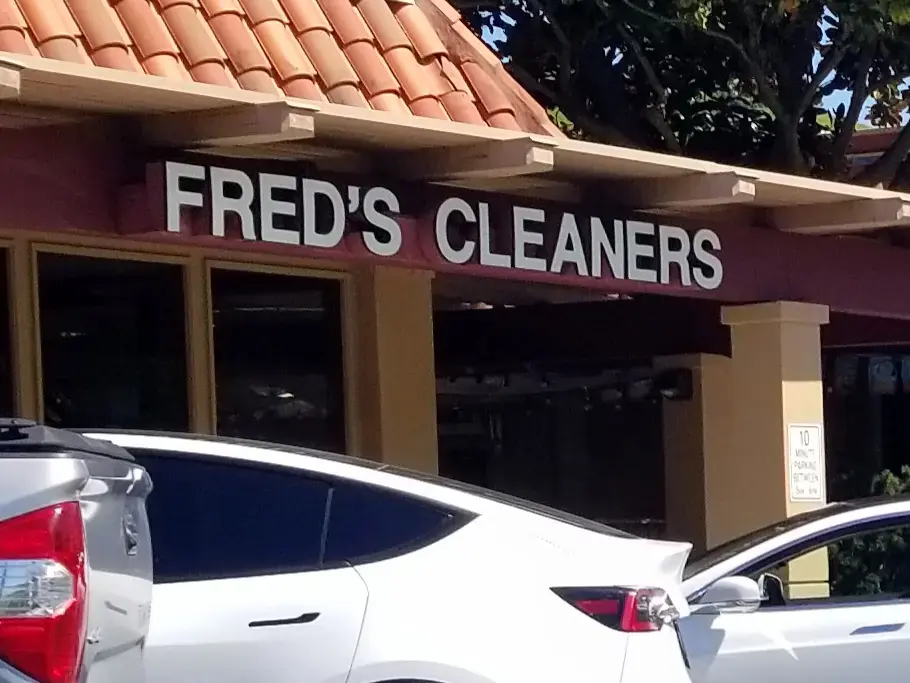 FRED'S CLEANERS
10
MINUTE
PARKING
BETWEEN